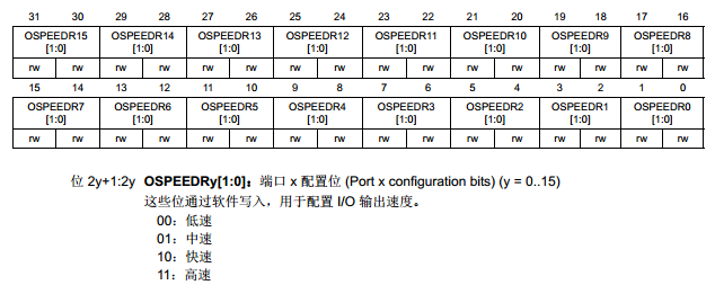 31 30 29 28 27 26 25 24 23 22 21 20 19 18 17 16
OSPEEDR15 OSPEEDR14 OSPEEDR13 OSPEEDR12 OSPEEDR11 OSPEEDR10 OSPEEDR9 OSPEEDR8
[1:0] [1:0] [1:0] [1:0] [1:0] [1:0] [1:0] [1:0]
rw rw rw rw rw rw rw rw rw rw rw rw rw rw rw rw
15 14 13 12 11 10 9 8 7 6 5 4 3 2 1 0
OSPEEDR7 OSPEEDR6 OSPEEDR5 OSPEEDR4 OSPEEDR3 OSPEEDR2 OSPEEDR1 OSPEEDR0
[1:0] [1:0] [1:0] [1:0] [1:0] [1:0] [1:0] [1:0]
rw rw rw rw rw rw rw rw rw rw rw rw rw rw rw rw
位 2y+1:2y OSPEEDRy[1:0]：端口 x 配置位 (Port x configuration bits) (y = 0..15)
这些位通过软件写入，用于配置 I/O 输出速度。
00：低速
01：中速
10：快速
11：高速